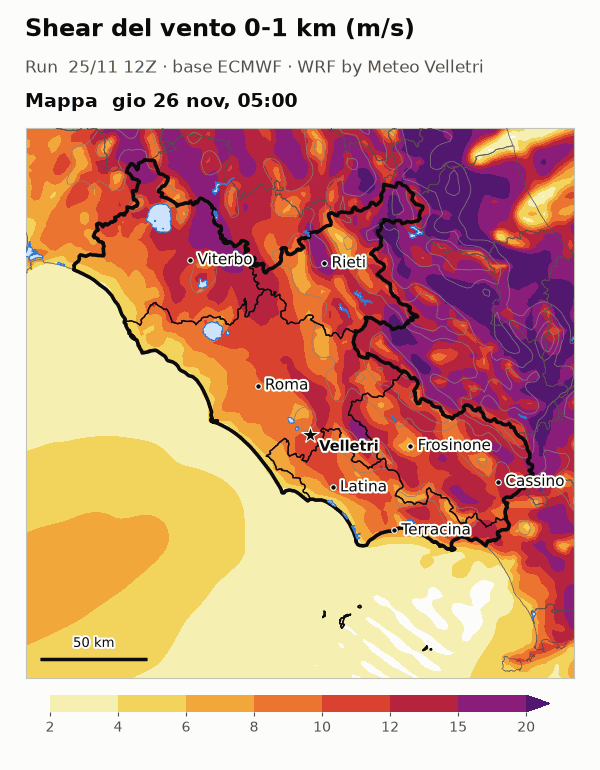 Shear del vento 0-1 km (m/s)
Run  25/11 12Z · base ECMWF · WRF by Meteo Velletri
Mappa  gio 26 nov, 05:00
Viterbo
Rieti
Roma
Velletri
Frosinone
Latina
Cassino
Terracina
50 km
2 4 6 8 10 12 15 20